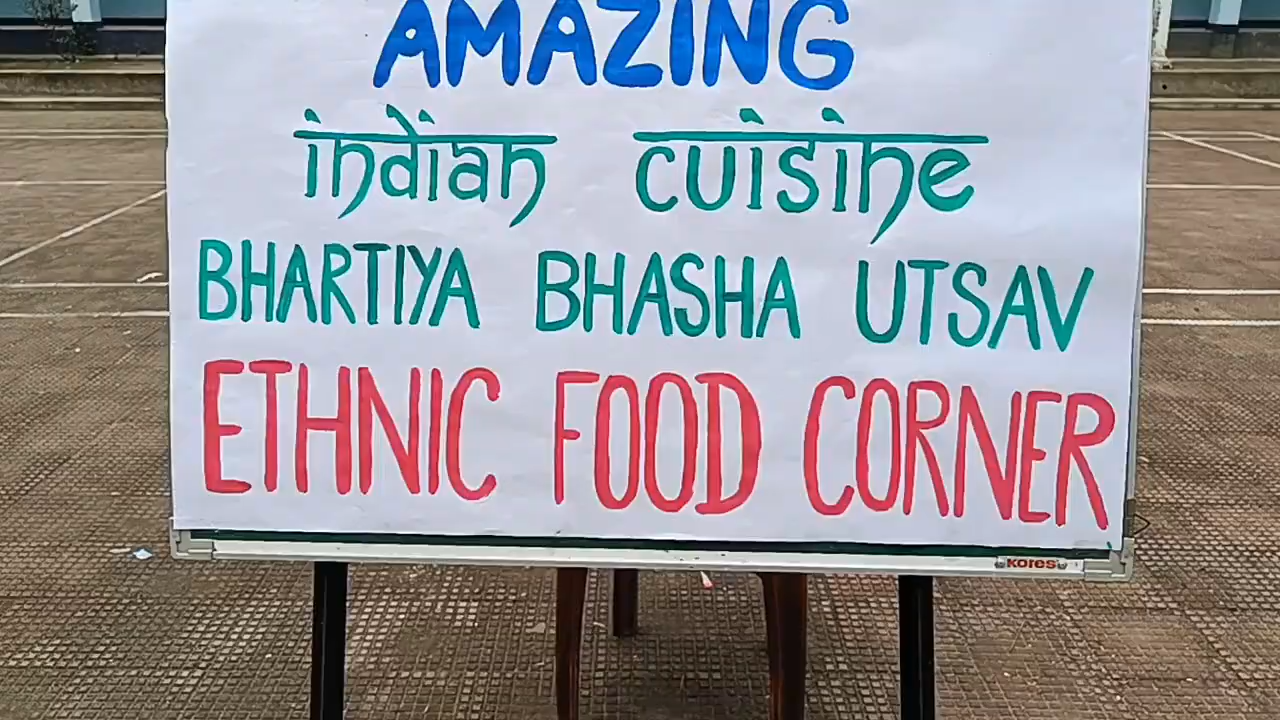 AMAZING
indian cuisine
BHARTIYA BHASHA UTSAV
ETHNIC FOOD CORNER
kores